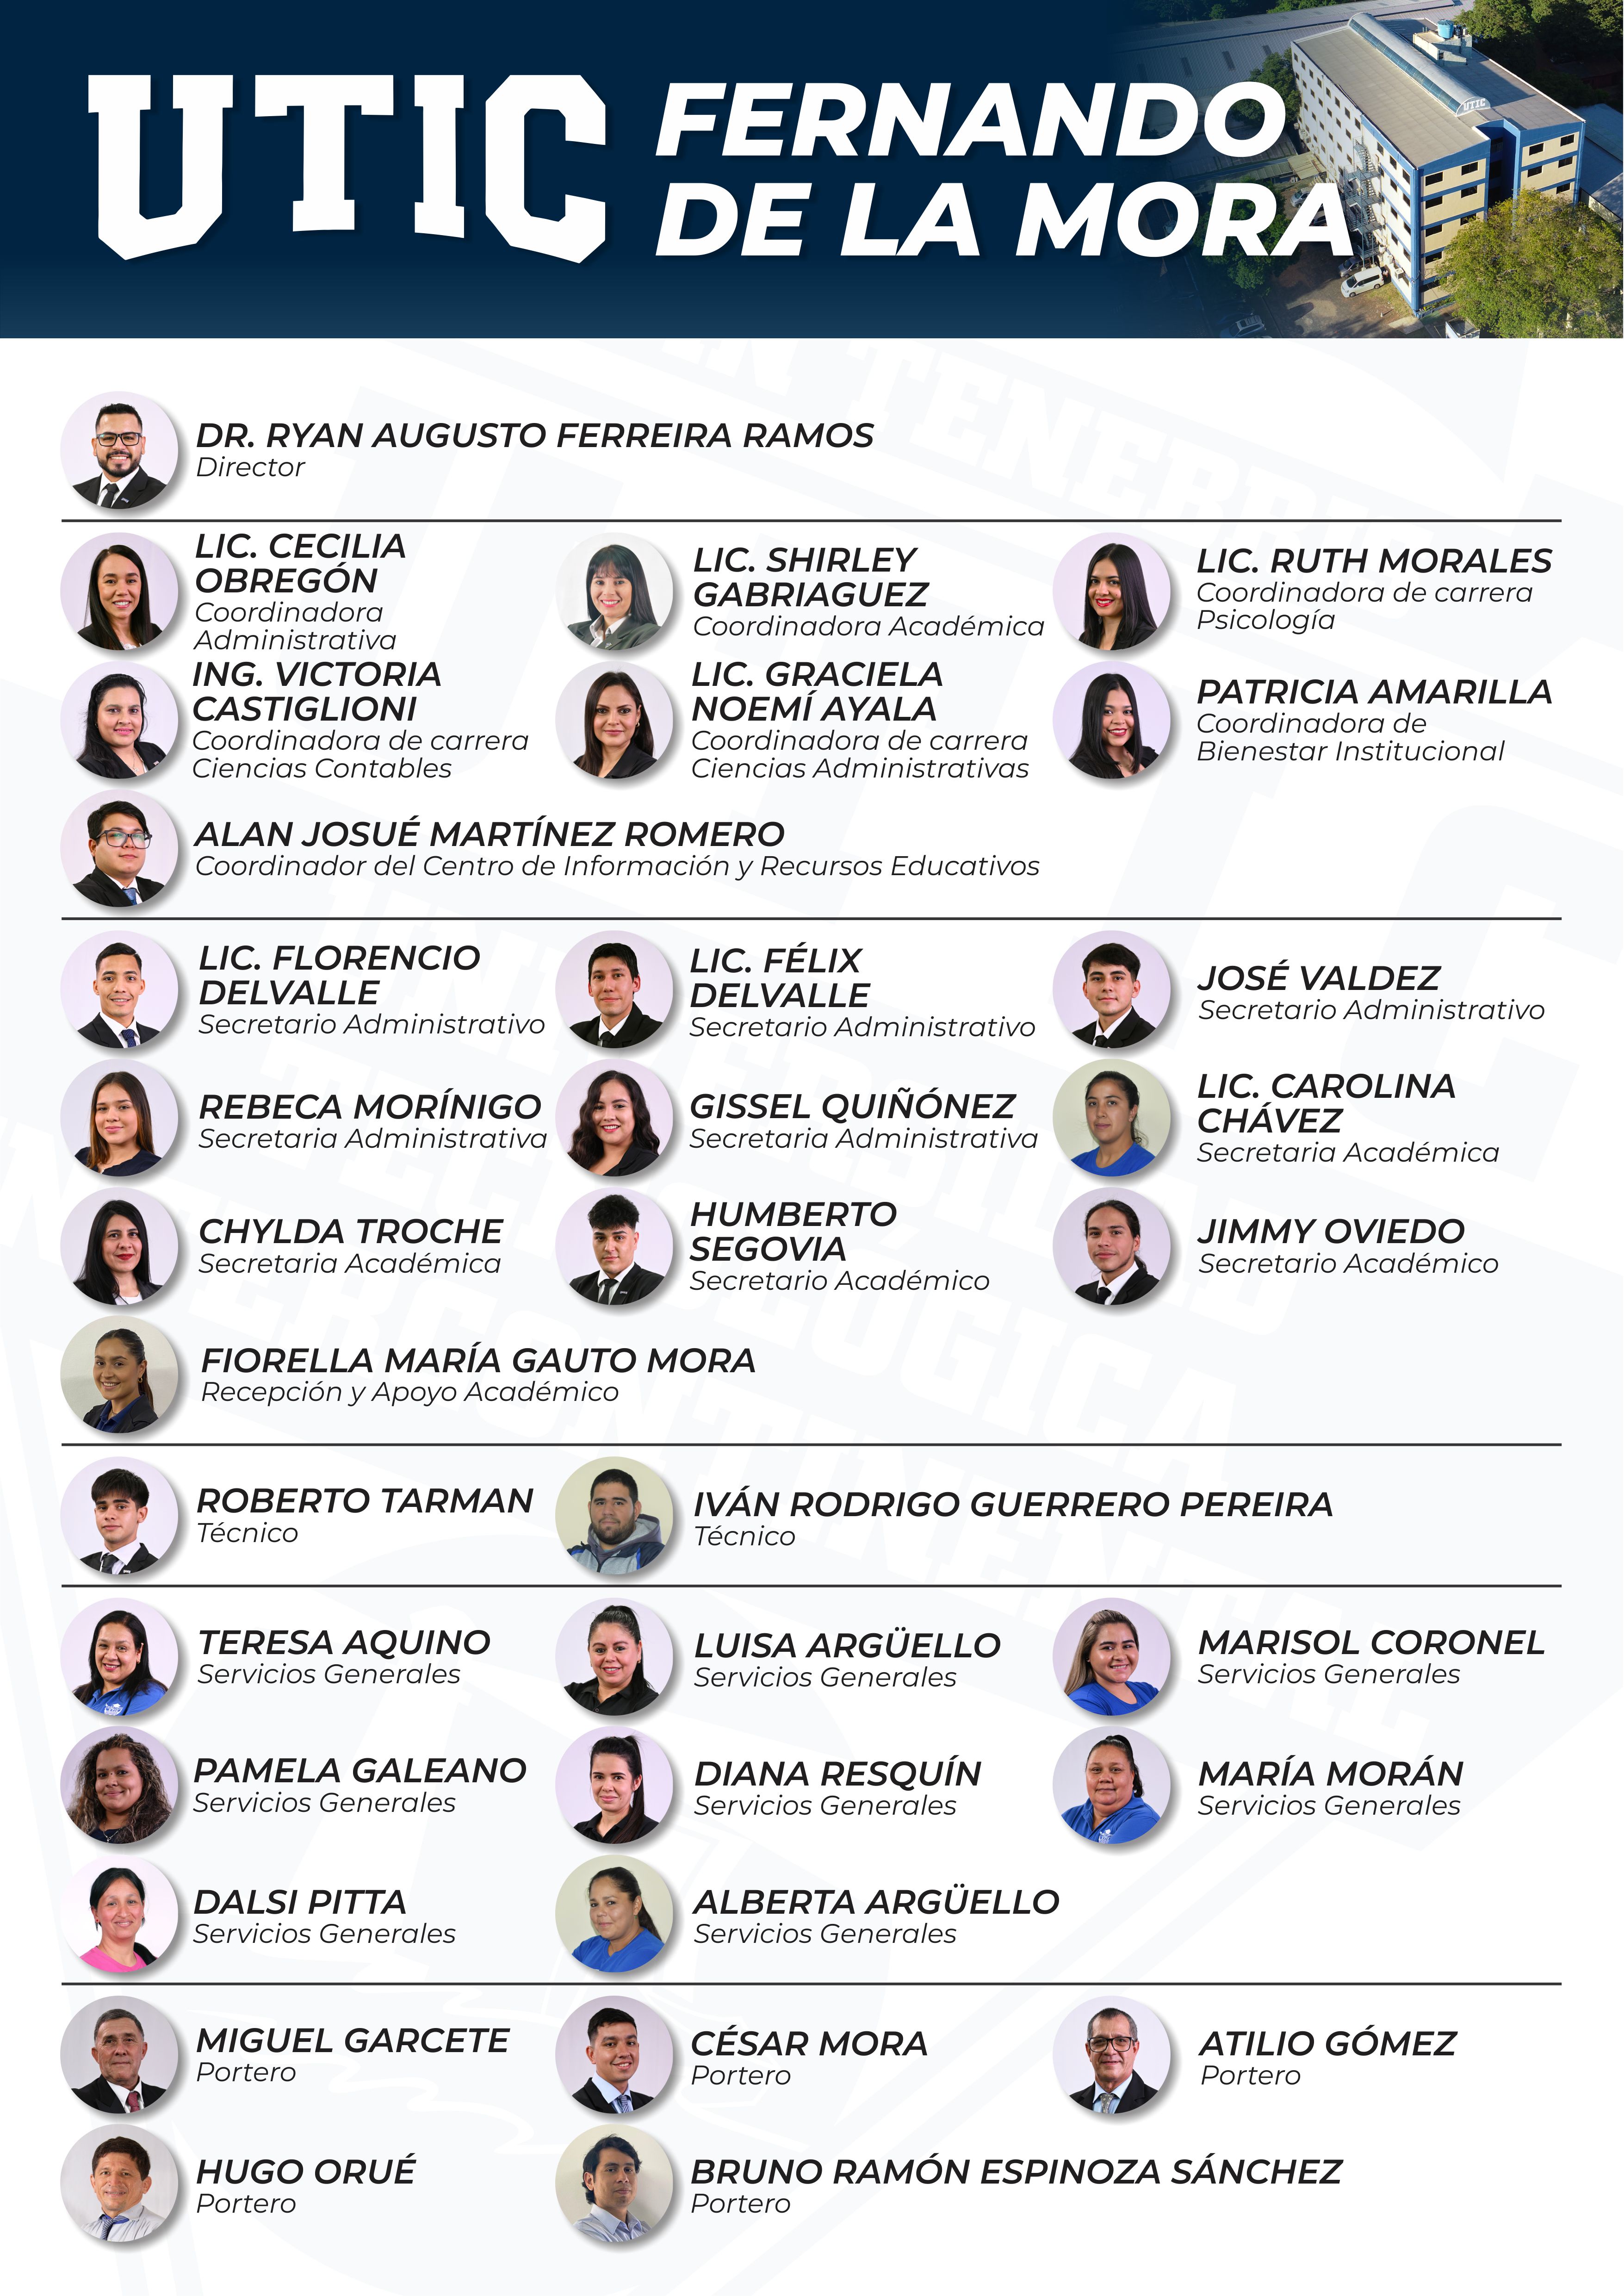 UTIC
FERNANDO
DE LA MORA
UTIC
DR. RYAN AUGUSTO FERREIRA RAMOS
Director
LIC. CECILIA
OBREGÓN
Coordinadora
Administrativa
LIC. SHIRLEY
GABRIAGUEZ
Coordinadora Académica
LIC. RUTH MORALES
Coordinadora de carrera
Psicología
ING. VICTORIA
CASTIGLIONI
Coordinadora de carrera
Ciencias Contables
LIC. GRACIELA
NOEMÍ AYALA
Coordinadora de carrera
Ciencias Administrativas
PATRICIA AMARILLA
Coordinadora de
Bienestar Institucional
ALAN JOSUÉ MARTÍNEZ ROMERO
Coordinador del Centro de Información y Recursos Educativos
LIC. FLORENCIO
DELVALLE
Secretario Administrativo
LIC. FÉLIX
DELVALLE
Secretario Administrativo
JOSÉ VALDEZ
Secretario Administrativo
REBECA MORÍNIGO
Secretaria Administrativa
GISSEL QUIÑÓNEZ
Secretaria Administrativa
LIC. CAROLINA
CHÁVEZ
Secretaria Académica
CHYLDA TROCHE
Secretaria Académica
HUMBERTO
SEGOVIA
Secretario Académico
JIMMY OVIEDO
Secretario Académico
FIORELLA MARÍA GAUTO MORA
Recepción y Apoyo Académico
ROBERTO TARMAN
Técnico
IVÁN RODRIGO GUERRERO PEREIRA
Técnico
TERESA AQUINO
Servicios Generales
LUISA ARGÜELLO
Servicios Generales
MARISOL CORONEL
Servicios Generales
PAMELA GALEANO
Servicios Generales
DIANA RESQUÍN
Servicios Generales
MARÍA MORÁN
Servicios Generales
DALSI PITTA
Servicios Generales
ALBERTA ARGÜELLO
Servicios Generales
MIGUEL GARCETE
Portero
CÉSAR MORA
Portero
ATILIO GÓMEZ
Portero
HUGO ORUÉ
Portero
BRUNO RAMÓN ESPINOZA SÁNCHEZ
Portero
UTIC
UNIVERSIDAD
TECNOLÓGICA
INTERCONTINENTAL